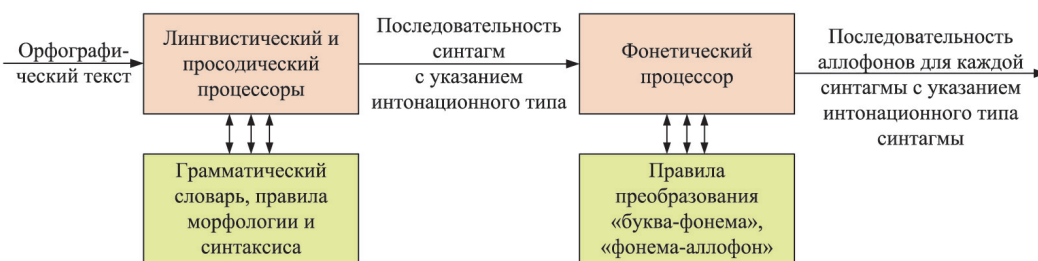 Орфографи-
ческий текст
Лингвистический и
просодический
процессоры
Последовательность
синтагм
с указанием
интонационного типа
Фонетический
процессор
Последовательность
аллофонов для каждой
синтагмы с указанием
интонационного типа
синтагмы
Грамматический
словарь, правила
морфологии и
синтаксиса
Правила
преобразования
«буква-фонема»,
«фонема-аллофон»